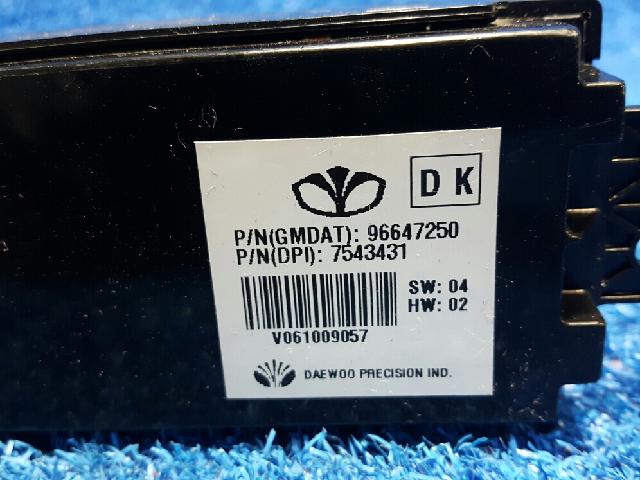 D K
P/N(GMDAT): 96647250
P/N(DPI): 7543431
SW: 04
HW: 02
V061009057
DAEWOO PRECISION IND.